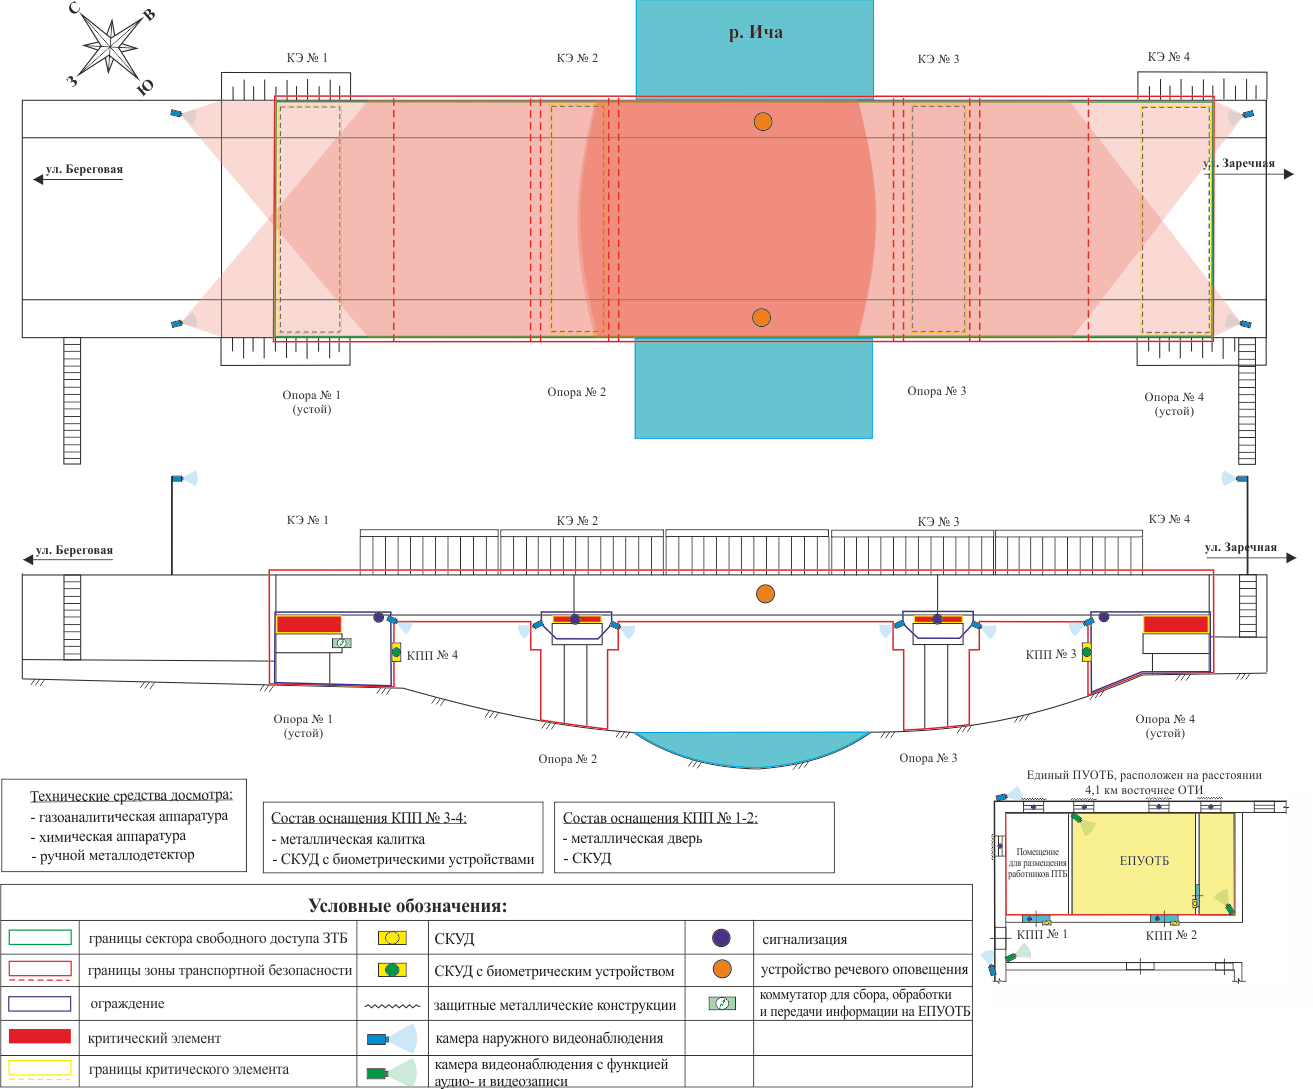 С
В
З
Ю
р. Ича
КЭ № 1
КЭ № 2
КЭ № 3
КЭ № 4
ул. Береговая
ул. Заречная
Опора № 1
(устой)
Опора № 2
Опора № 3
Опора № 4
(устой)
КЭ № 1
КЭ № 2
КЭ № 3
КЭ № 4
ул. Береговая
ул. Заречная
КПП № 4
КПП № 3
Опора № 1
(устой)
Опора № 2
Опора № 3
Опора № 4
(устой)
Технические средства досмотра:
- газоаналитическая аппаратура
- химическая аппаратура
- ручной металлодетектор
Состав оснащения КПП № 3-4:
- металлическая калитка
- СКУД с биометрическими устройствами
Состав оснащения КПП № 1-2:
- металлическая дверь
- СКУД
Единый ПУОТБ, расположен на расстоянии
4,1 км восточнее ОТИ
Помещение
для размещения
работников ПТБ
ЕПУОТБ
КПП № 1
КПП № 2
Условные обозначения:
границы сектора свободного доступа ЗТБ
СКУД
сигнализация
границы зоны транспортной безопасности
СКУД с биометрическим устройством
устройство речевого оповещения
ограждение
защитные металлические конструкции
коммутатор для сбора, обработки
и передачи информации на ЕПУОТБ
критический элемент
камера наружного видеонаблюдения
границы критического элемента
камера видеонаблюдения с функцией
аудио- и видеозаписи